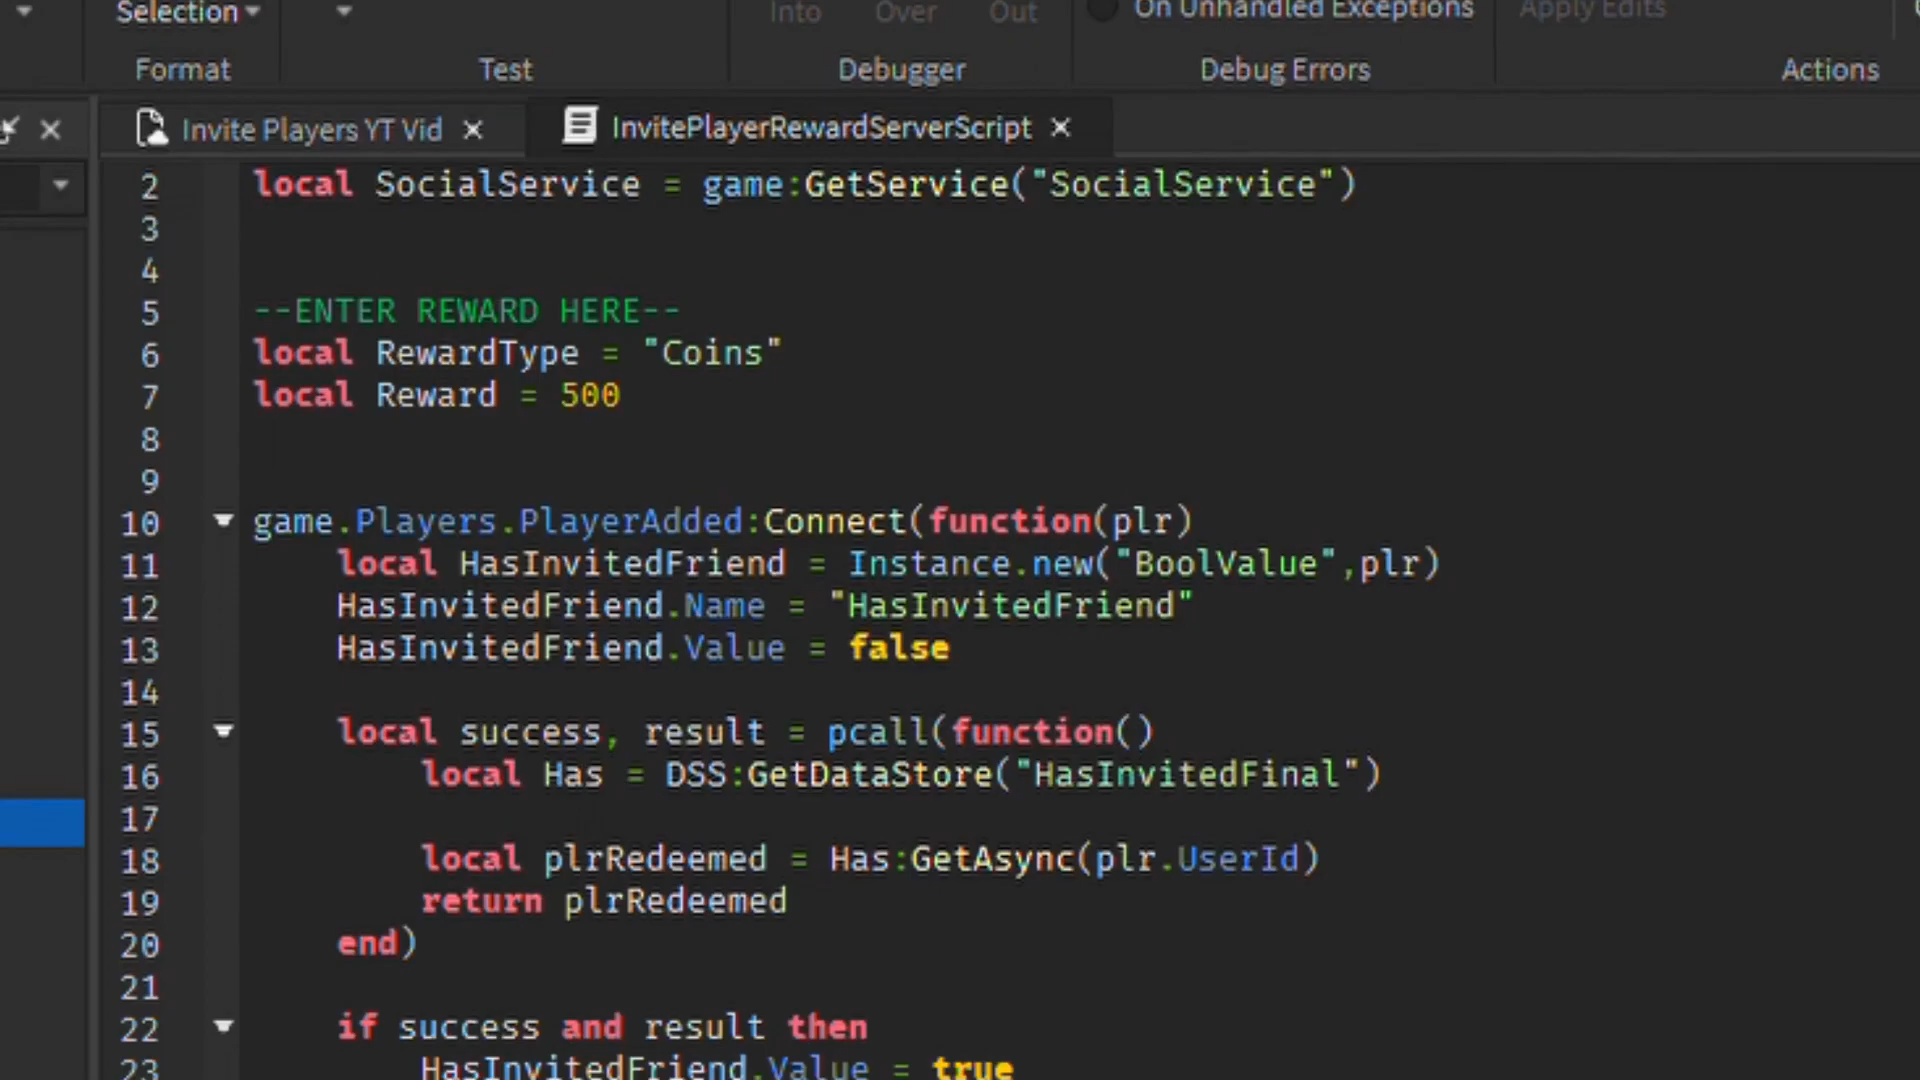 Selection
Into Over Out
On Unhandled Exceptions
Apply Edits
Format Test Debugger Debug Errors Actions
Invite Players YT Vid
InvitePlayerRewardServerScript
2 local SocialService = game:GetService("SocialService")
3
4
5 --ENTER REWARD HERE--
6 local RewardType = "Coins"
7 local Reward = 500
8
9
10 game.Players.PlayerAdded:Connect(function(plr)
11 local HasInvitedFriend = Instance.new("BoolValue",plr)
12 HasInvitedFriend.Name = "HasInvitedFriend"
13 HasInvitedFriend.Value = false
14
15 local success, result = pcall(function()
16 local Has = DSS:GetDataStore("HasInvitedFinal")
17
18 local plrRedeemed = Has:GetAsync(plr.UserId)
19 return plrRedeemed
20 end)
21
22 if success and result then
23 HasInvitedFriend.Value = true